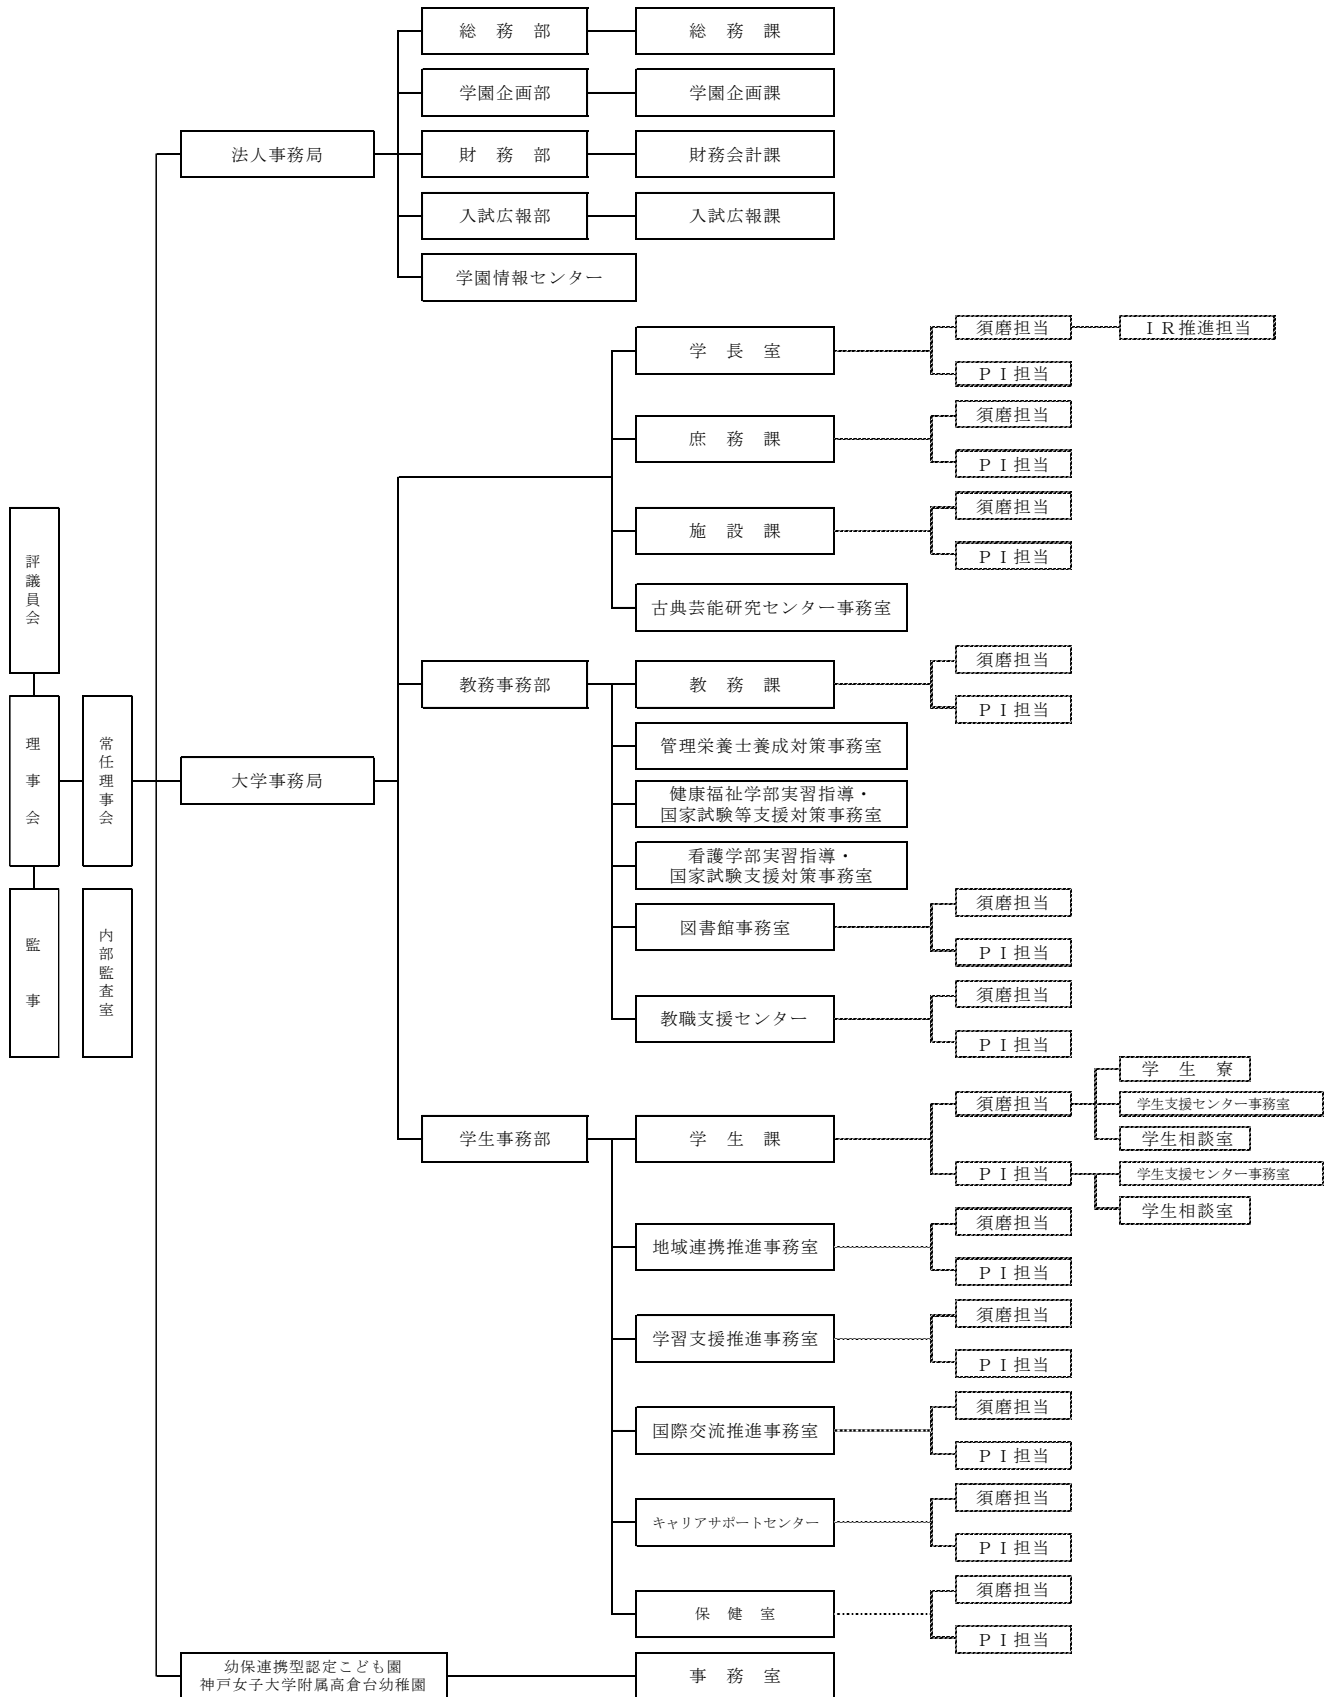 総　務　部
総　務　課
学園企画部
学園企画課
法人事務局
財　務　部
財務会計課
入試広報部
入試広報課
学園情報センター
学　長　室
須磨担当
ＩＲ推進担当
ＰＩ担当
庶　務　課
須磨担当
ＰＩ担当
施　設　課
須磨担当
ＰＩ担当
古典芸能研究センター事務室
評議員会
理事会
監事
常任理事会
内部監査室
大学事務局
教務事務部
教　務　課
須磨担当
ＰＩ担当
管理栄養士養成対策事務室
健康福祉学部実習指導・
国家試験等支援対策事務室
看護学部実習指導・
国家試験支援対策事務室
図書館事務室
須磨担当
ＰＩ担当
教職支援センター
須磨担当
ＰＩ担当
学生事務部
学　生　課
須磨担当
学　生　寮
学生支援センター事務室
学生相談室
ＰＩ担当
学生支援センター事務室
学生相談室
地域連携推進事務室
須磨担当
ＰＩ担当
学習支援推進事務室
須磨担当
ＰＩ担当
国際交流推進事務室
須磨担当
ＰＩ担当
キャリアサポートセンター
須磨担当
ＰＩ担当
保　健　室
須磨担当
ＰＩ担当
幼保連携型認定こども園
神戸女子大学附属高倉台幼稚園
事　務　室